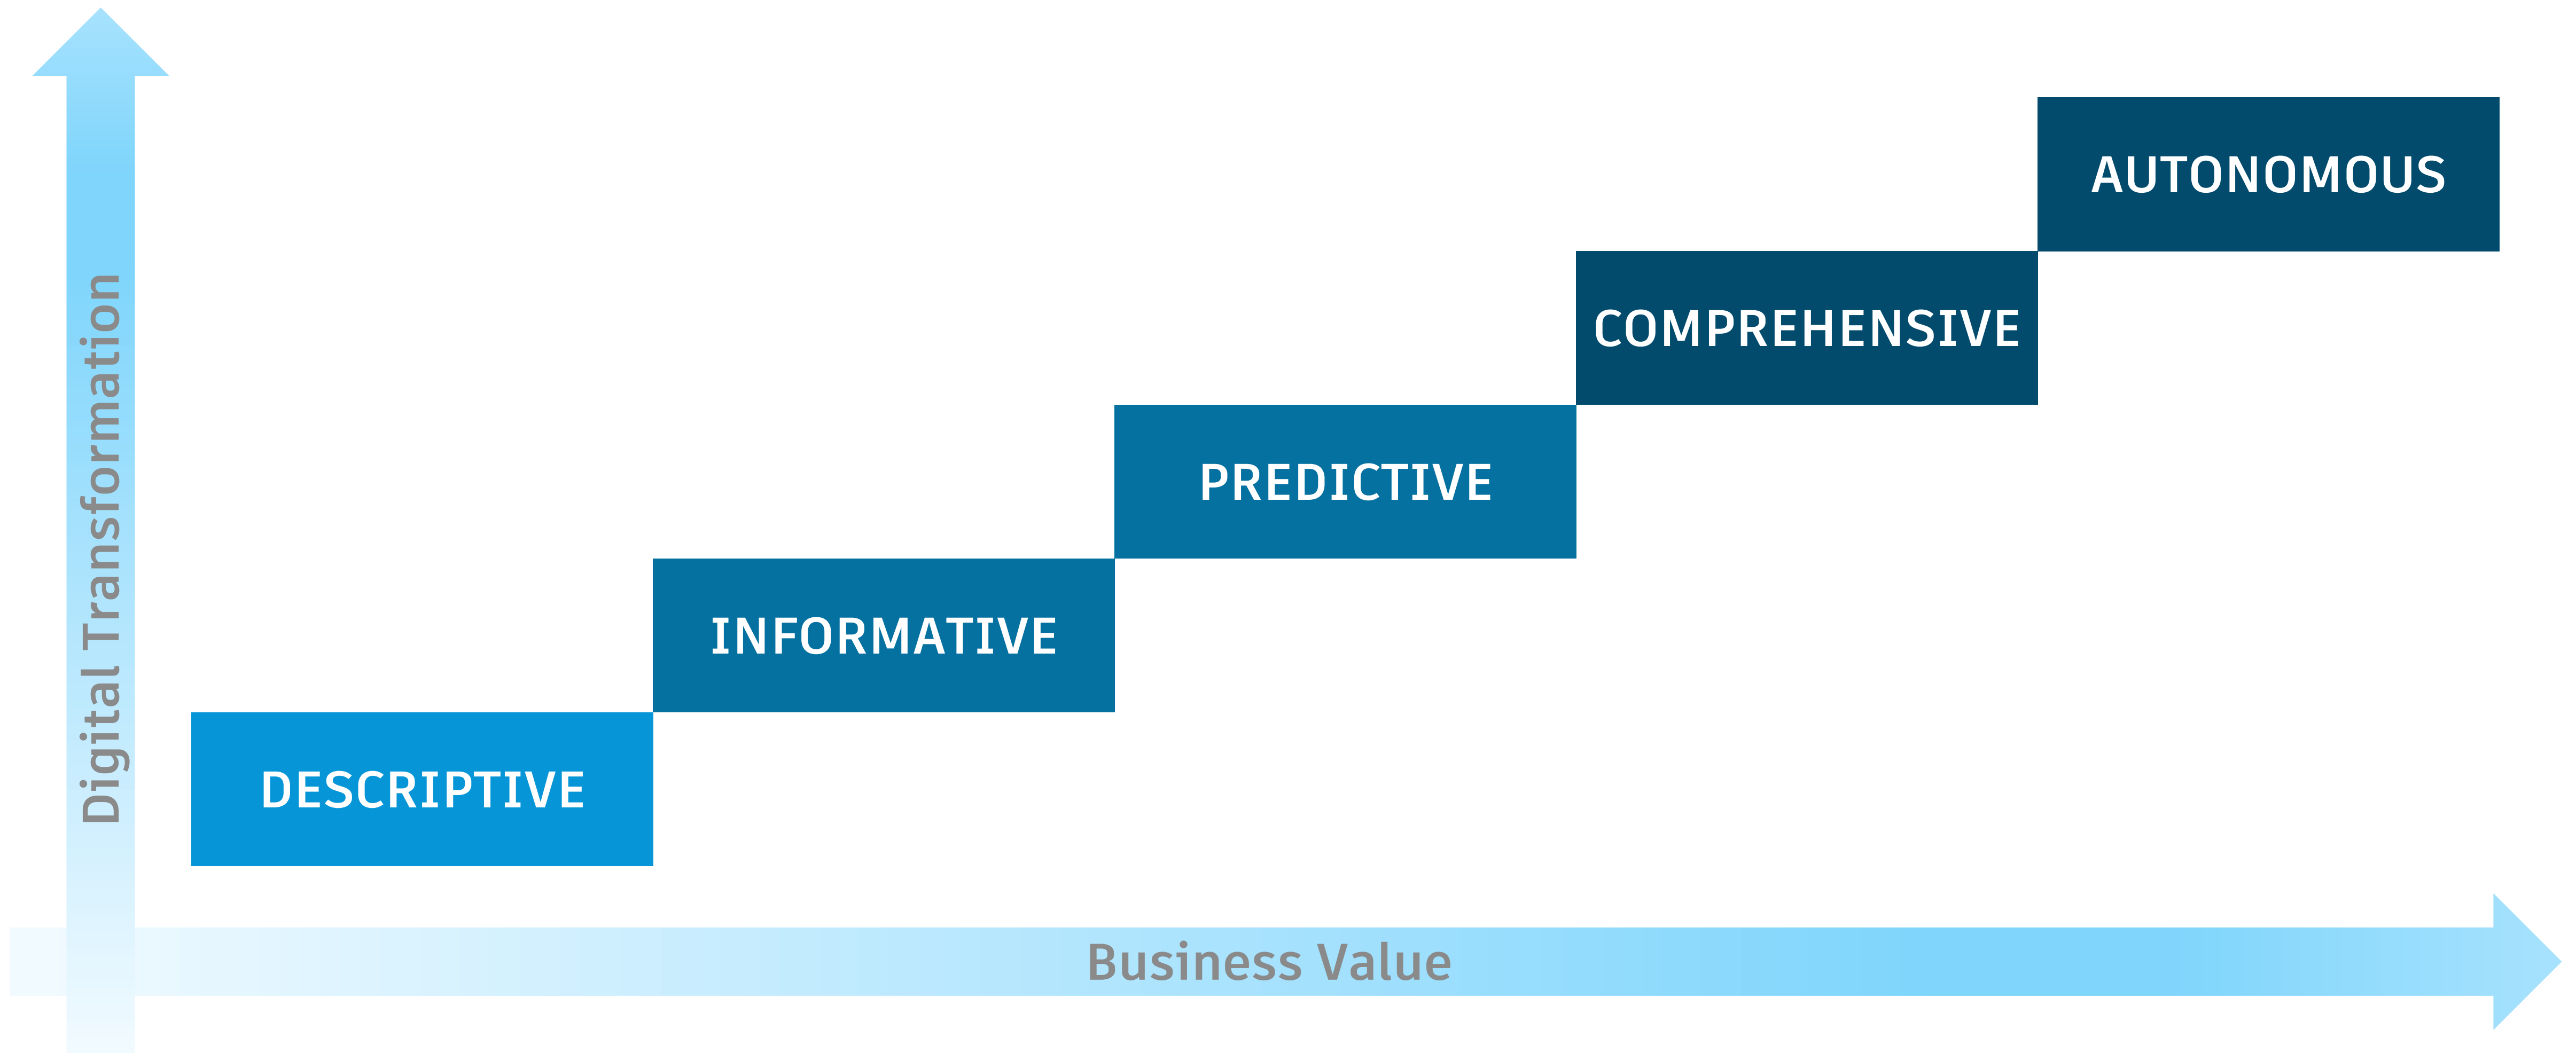 Digital Transformation
AUTONOMOUS
COMPREHENSIVE
PREDICTIVE
INFORMATIVE
DESCRIPTIVE
Business Value